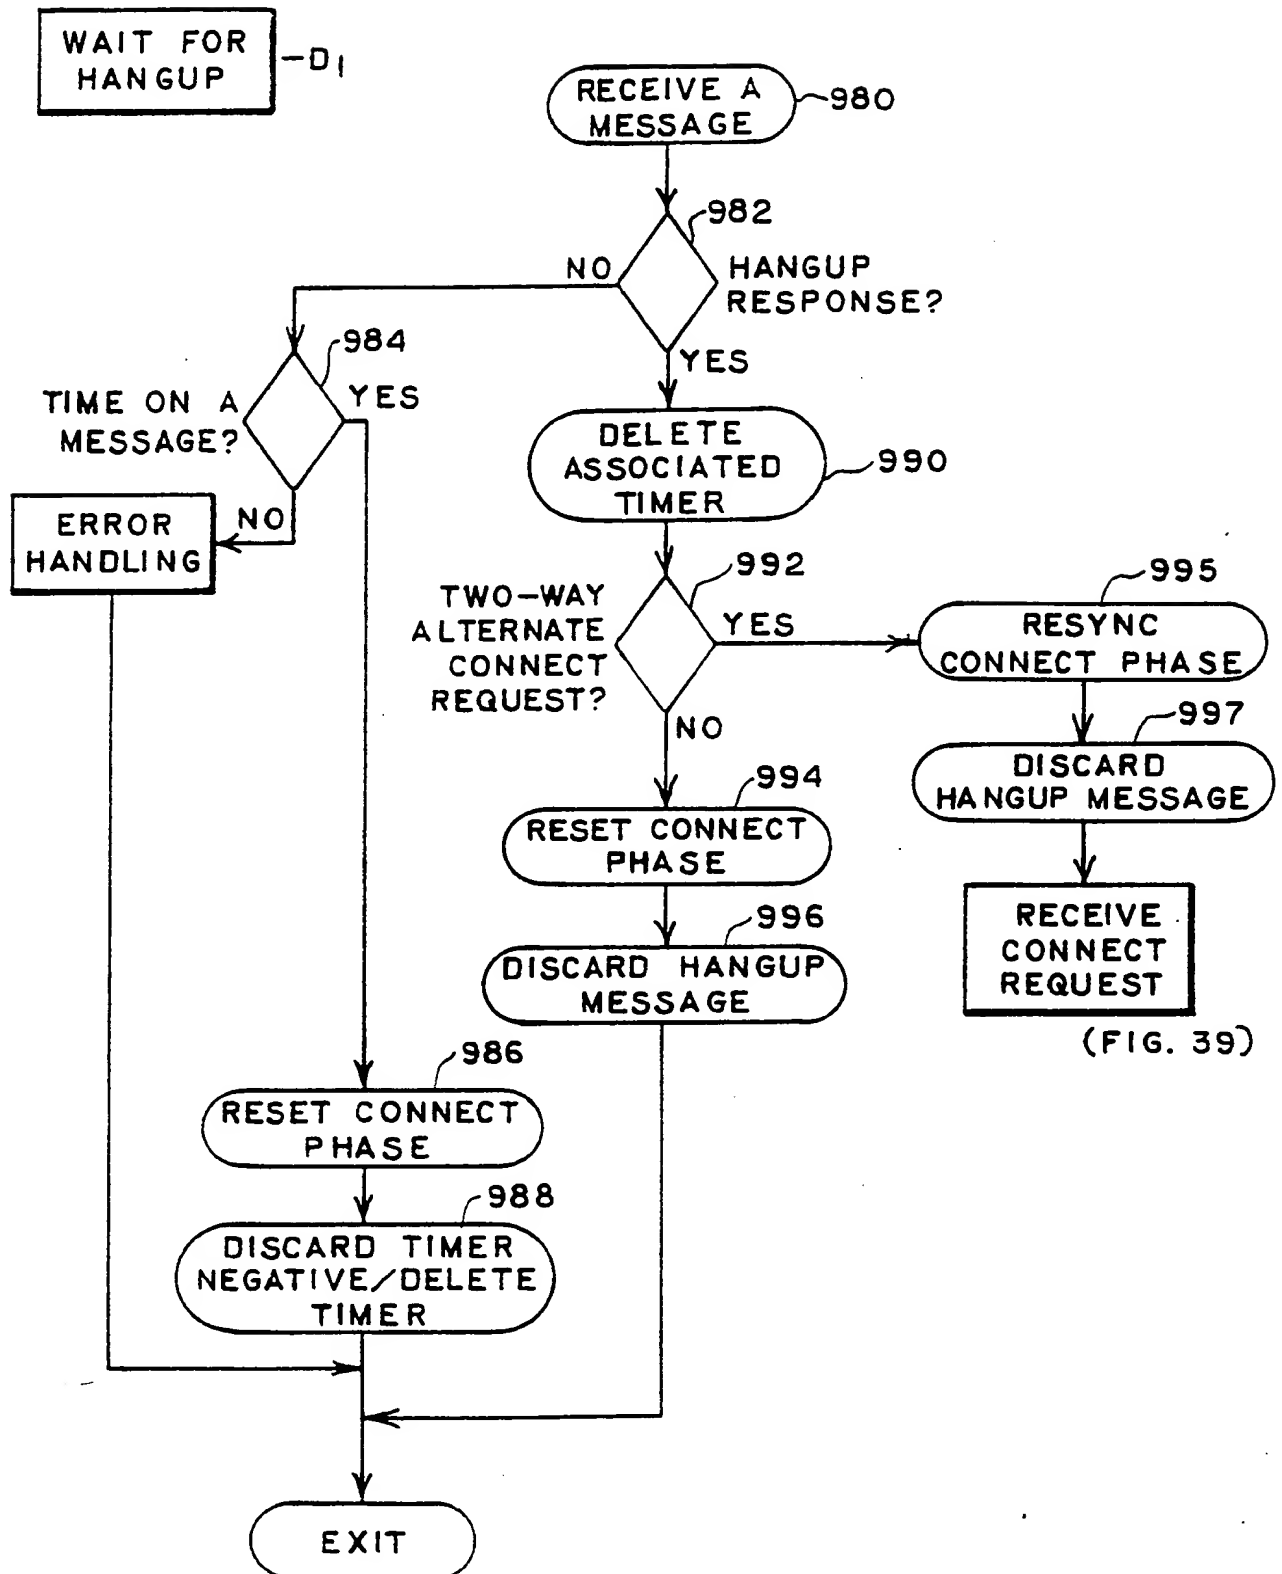 WAIT FOR
HANGUP
-D1
RECEIVE A
MESSAGE
980
982
NO
HANGUP
RESPONSE?
984
YES
TIME ON A
MESSAGE?
YES
DELETE
ASSOCIATED
TIMER
990
ERROR
HANDLING
NO
992
995
TWO-WAY
ALTERNATE
CONNECT
REQUEST?
YES
RESYNC
CONNECT PHASE
997
NO
DISCARD
HANGUP MESSAGE
994
RESET CONNECT
PHASE
996
RECEIVE
CONNECT
REQUEST
DISCARD HANGUP
MESSAGE
(FIG. 39)
986
RESET CONNECT
PHASE
988
DISCARD TIMER
NEGATIVE/DELETE
TIMER
EXIT